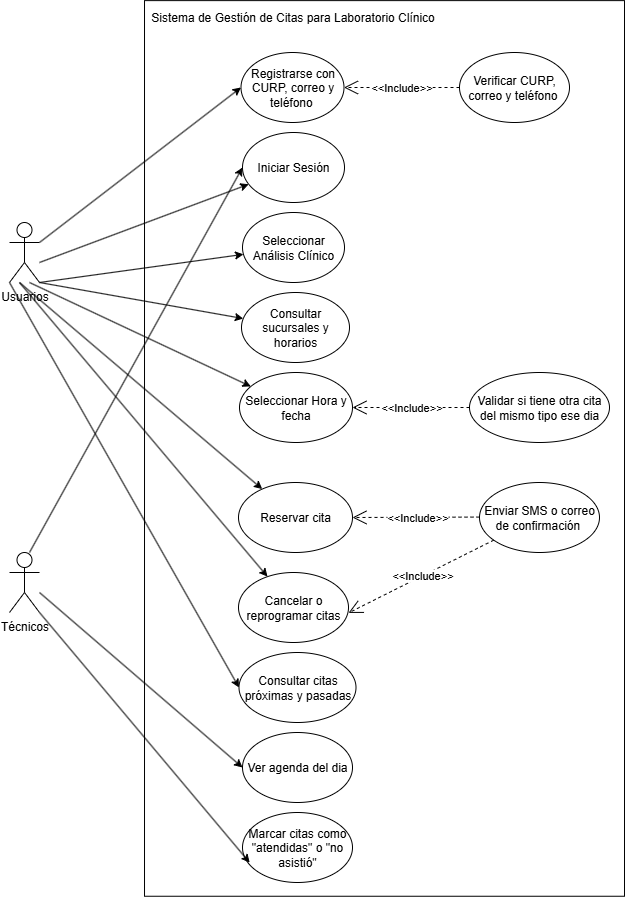 Sistema de Gestión de Citas para Laboratorio Clínico
Registrarse con
CURP, correo y
teléfono
<<Include>>
Verificar CURP,
correo y teléfono
Iniciar Sesión
Seleccionar
Análisis Clínico
Usuarios
Consultar
sucursales y
horarios
Seleccionar Hora y
fecha
<<Include>>
Validar si tiene otra cita
del mismo tipo ese dia
Reservar cita
<<Include>>
Enviar SMS o correo
de confirmación
<<Include>>
Cancelar o
reprogramar citas
Técnicos
Consultar citas
próximas y pasadas
Ver agenda del dia
Marcar citas como
"atendidas" o "no
asistió"